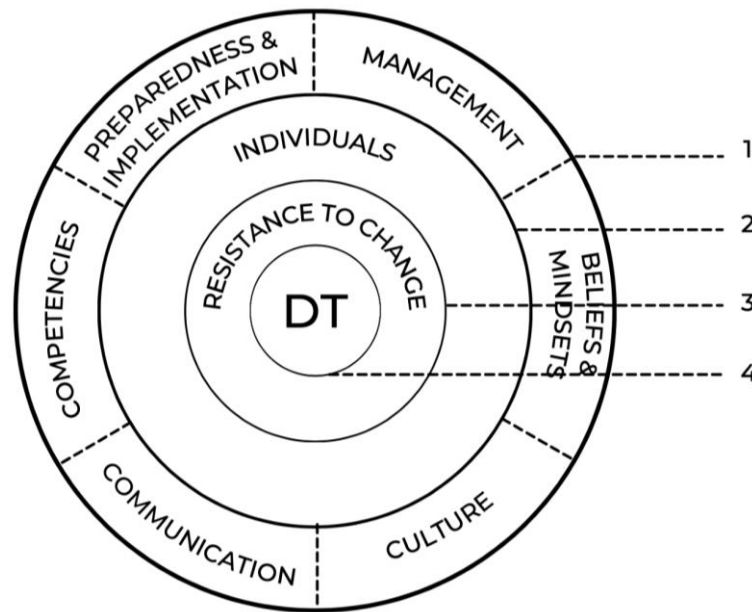 PREPAREDNESS &
IMPLEMENTATION
MANAGEMENT
INDIVIDUALS
1
2
RESISTANCE TO CHANGE
BELIEFS &
MINDSETS
COMPETENCIES
DT
3
4
COMMUNICATION
CULTURE